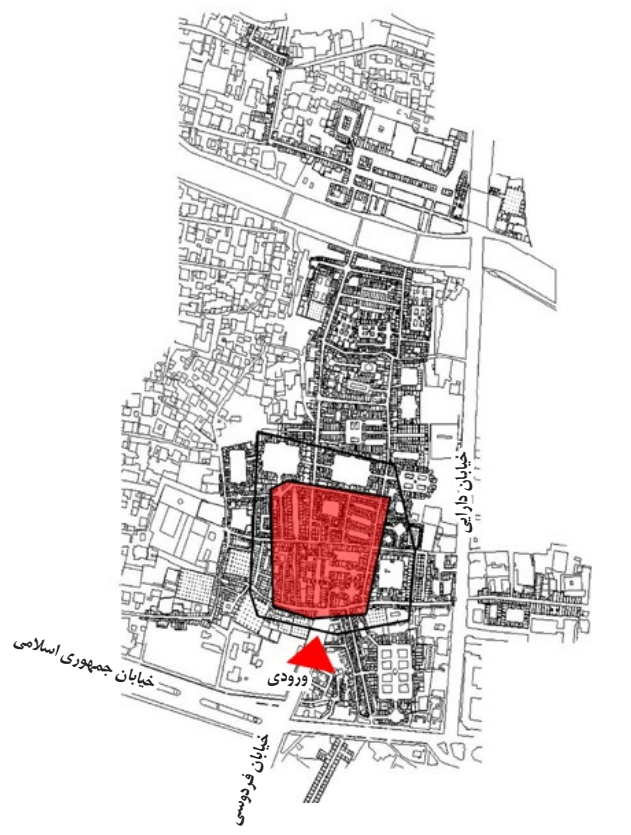 خیابان دارایی
خیابان جمهوری اسلامی
ورودی
خیابان فردوسی